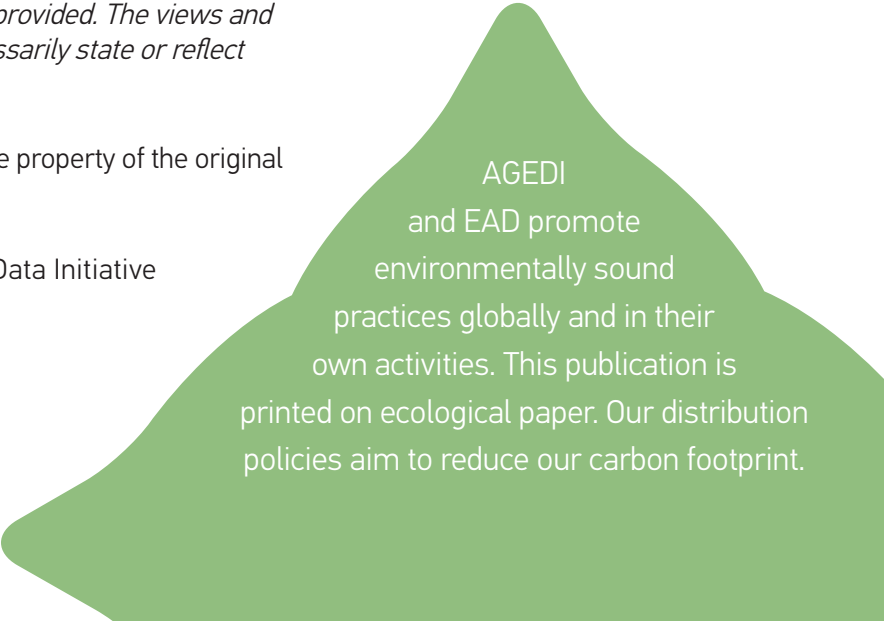 provided. The views and
ssarily state or reflect
e property of the original
Data Initiative
AGEDI
and EAD promote
environmentally sound
practices globally and in their
own activities. This publication is
printed on ecological paper. Our distribution
policies aim to reduce our carbon footprint.